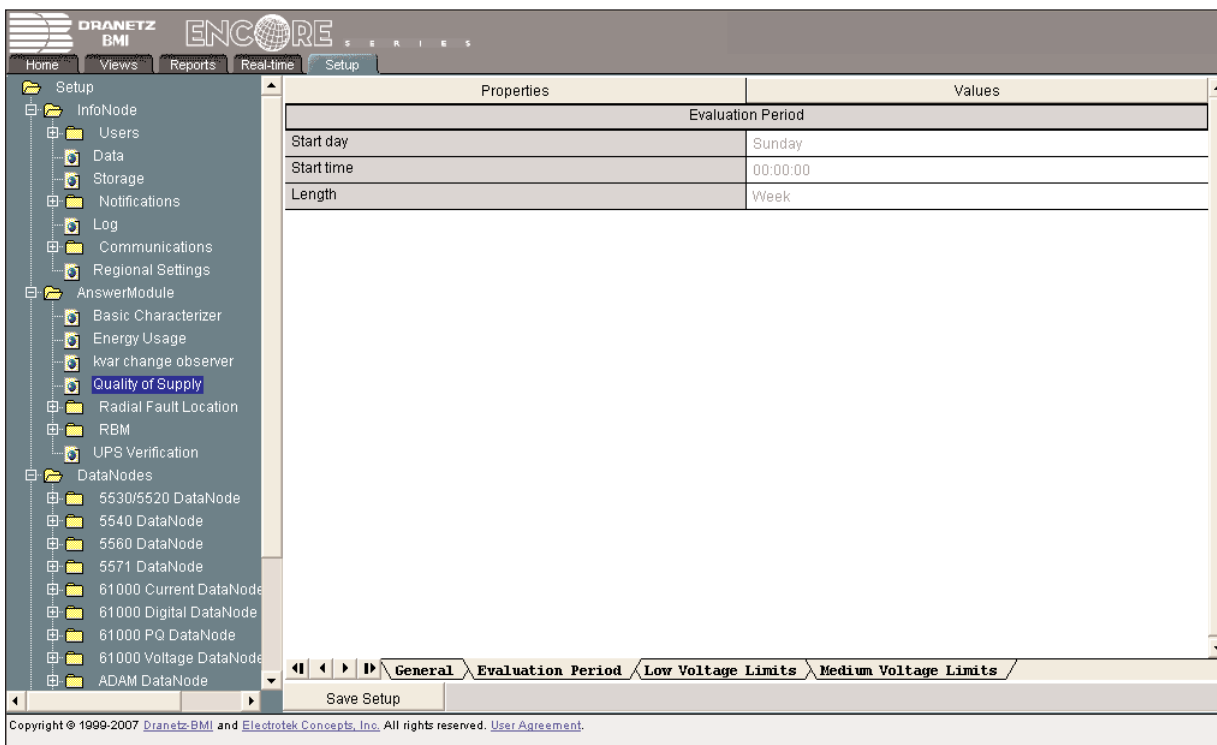 DRANETZ
BMI
ENCORE
SERIES
Home Views Reports Real-time Setup
Setup
InfoNode
Users
Data
Storage
Notifications
Log
Communications
Regional Settings
AnswerModule
Basic Characterizer
Energy Usage
kvar change observer
Quality of Supply
Radial Fault Location
RBM
UPS Verification
DataNodes
5530/5520 DataNode
5540 DataNode
5560 DataNode
5571 DataNode
61000 Current DataNode
61000 Digital DataNode
61000 PQ DataNode
61000 Voltage DataNode
ADAM DataNode
Properties Values
Evaluation Period
Start day Sunday
Start time 00:00:00
Length Week
General Evaluation Period Low Voltage Limits Medium Voltage Limits
Save Setup
Copyright © 1999-2007 Dranetz-BMI and Electrotek Concepts, Inc. All rights reserved. User Agreement.